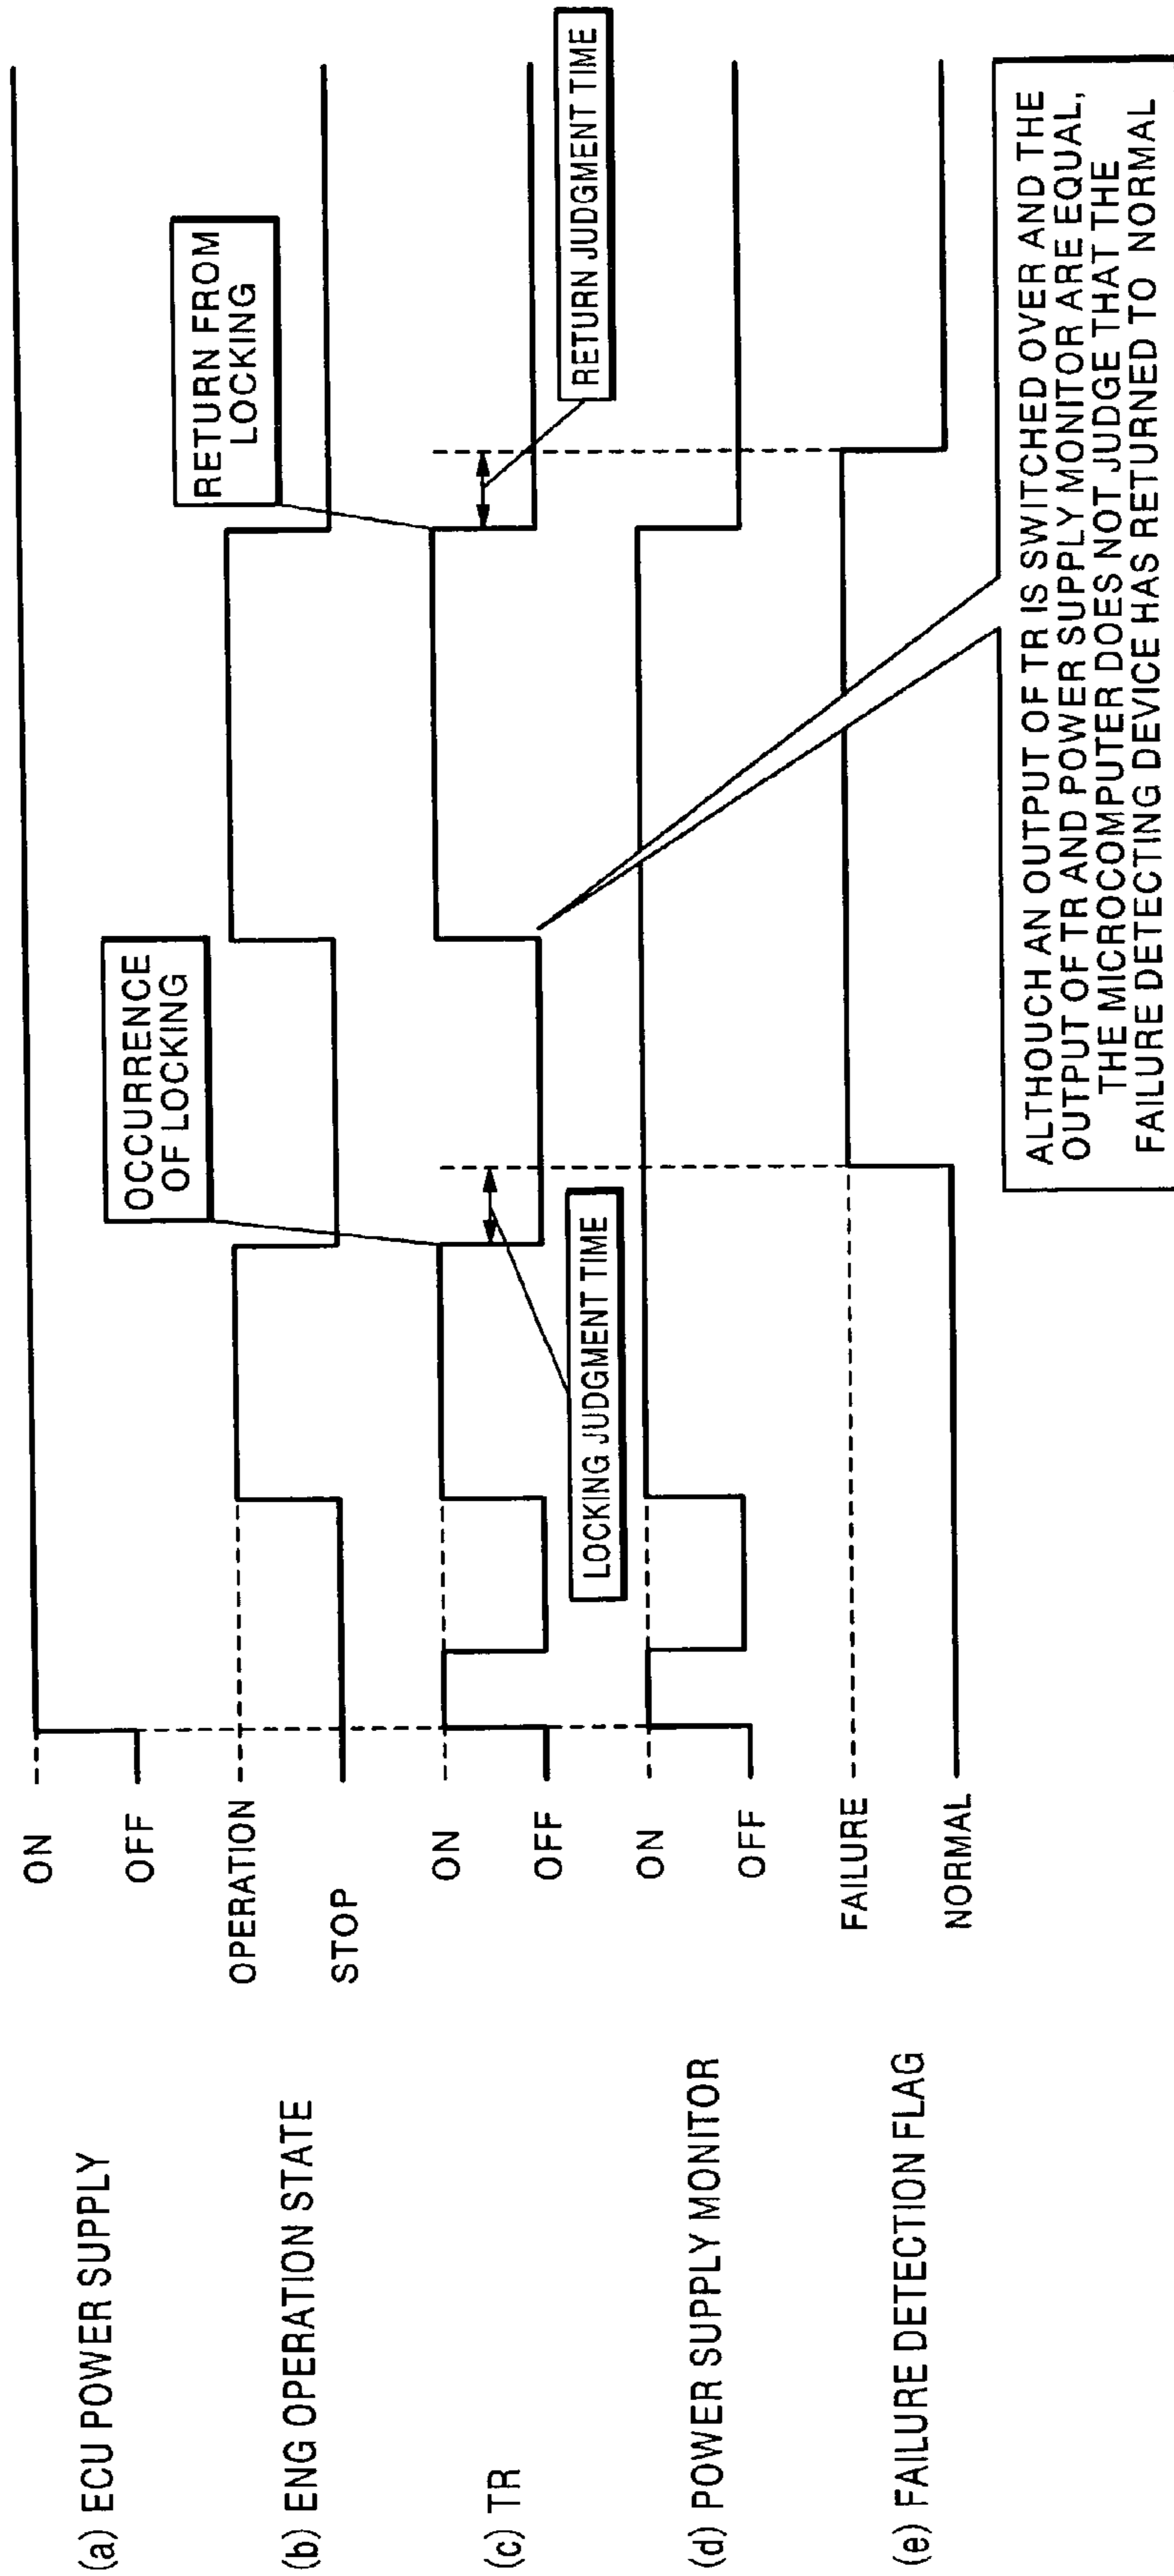 (a) ECU POWER SUPPLY
ON
OFF
(b) ENG OPERATION STATE
OPERATION
STOP
OCCURRENCE
OF LOCKING
RETURN FROM
LOCKING
(c) TR
ON
OFF
LOCKING JUDGMENT TIME
RETURN JUDGMENT TIME
(d) POWER SUPPLY MONITOR
ON
OFF
(e) FAILURE DETECTION FLAG
FAILURE
NORMAL
ALTHOUGH AN OUTPUT OF TR IS SWITCHED OVER AND THE
OUTPUT OF TR AND POWER SUPPLY MONITOR ARE EQUAL,
THE MICROCOMPUTER DOES NOT JUDGE THAT THE
FAILURE DETECTING DEVICE HAS RETURNED TO NORMAL